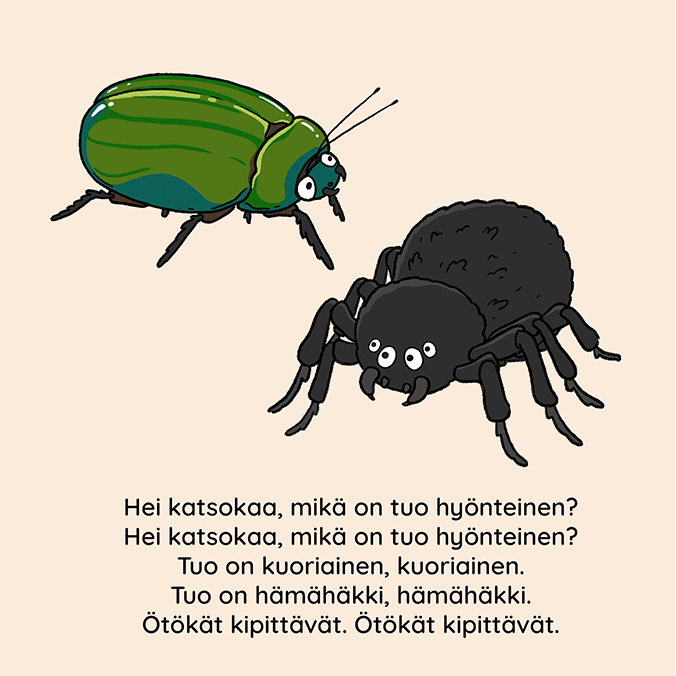 Hei katsokaa, mikä on tuo hyönteinen?
Hei katsokaa, mikä on tuo hyönteinen?
Tuo on kuoriainen, kuoriainen.
Tuo on hämähäkki, hämähäkki.
Ötökät kipittävät. Ötökät kipittävät.